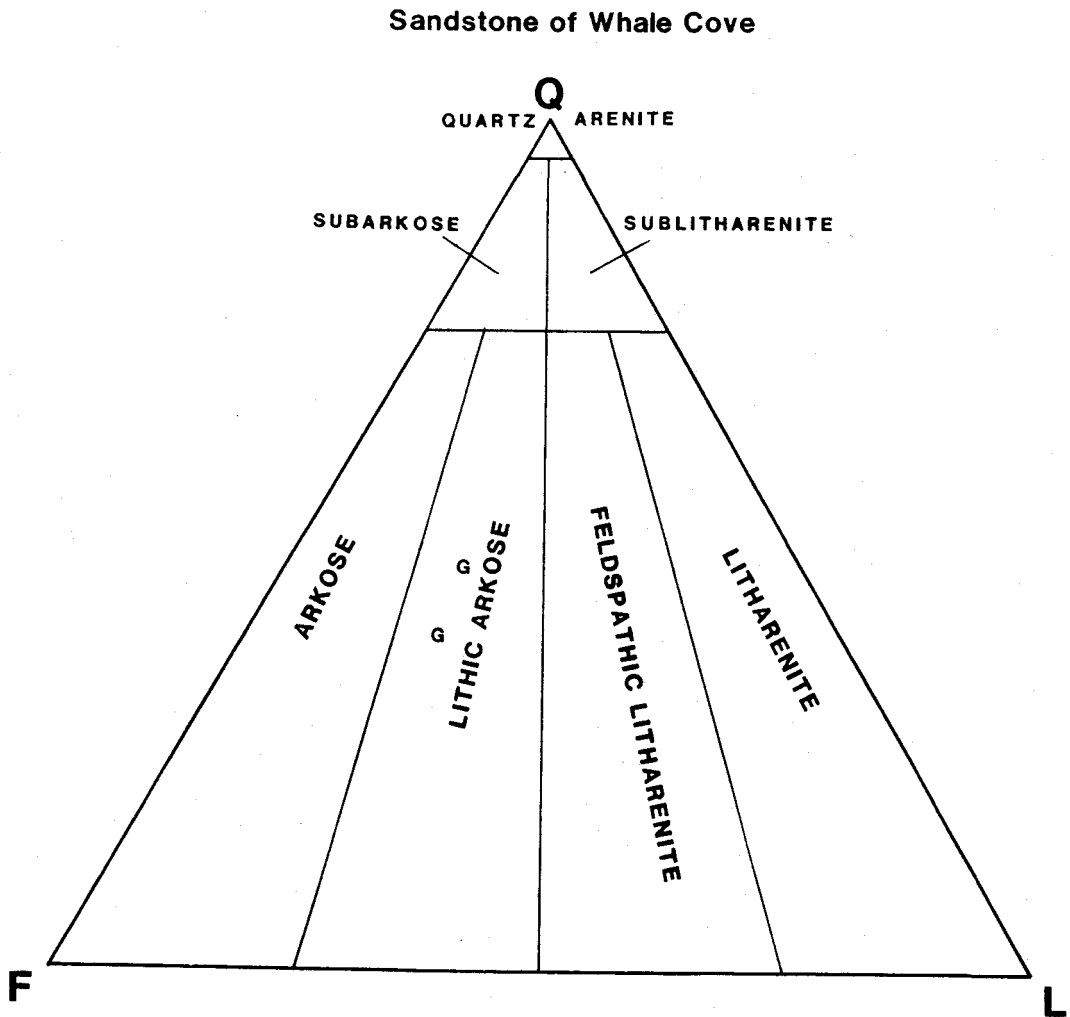 Sandstone of Whale Cove
Q
QUARTZ ARENITE
SUBARKOSE
SUBLITHARENITE
ARKOSE
G
G
LITHIC ARKOSE
FELDSPATHIC LITHARENITE
LITHARENITE
F
L